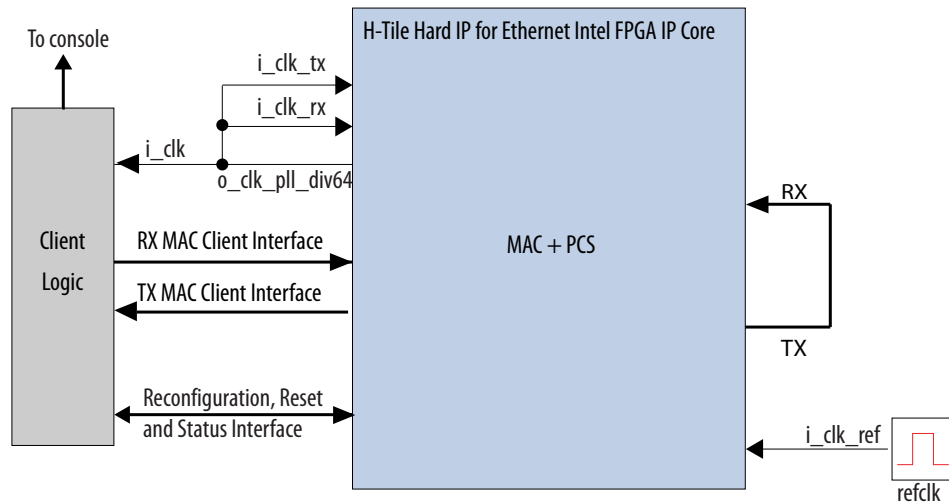 H-Tile Hard IP for Ethernet Intel FPGA IP Core
To console
i_clk_tx
i_clk_rx
i_clk
o_clk_pll_div64
RX
Client
Logic
RX MAC Client Interface
MAC + PCS
TX MAC Client Interface
TX
Reconfiguration, Reset
and Status Interface
i_clk_ref
refclk